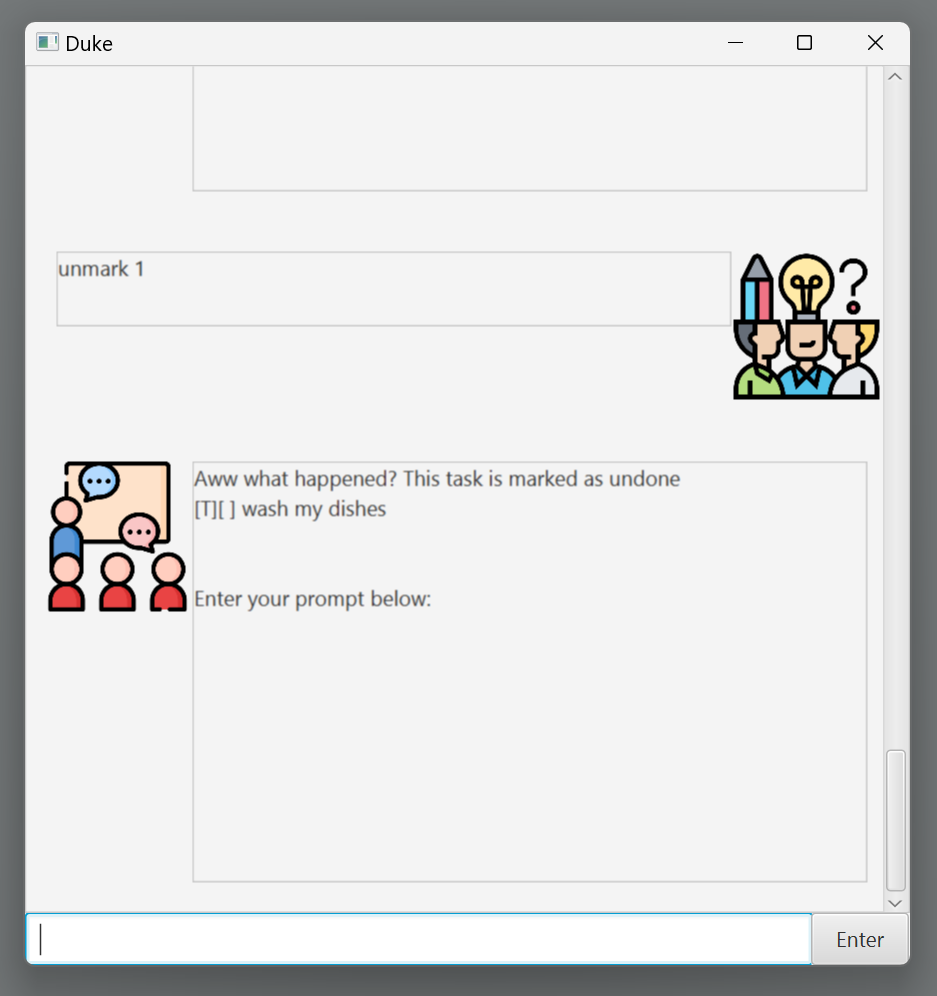 Duke
unmark 1
Aww what happened? This task is marked as undone
[T][ ] wash my dishes
Enter your prompt below:
Enter